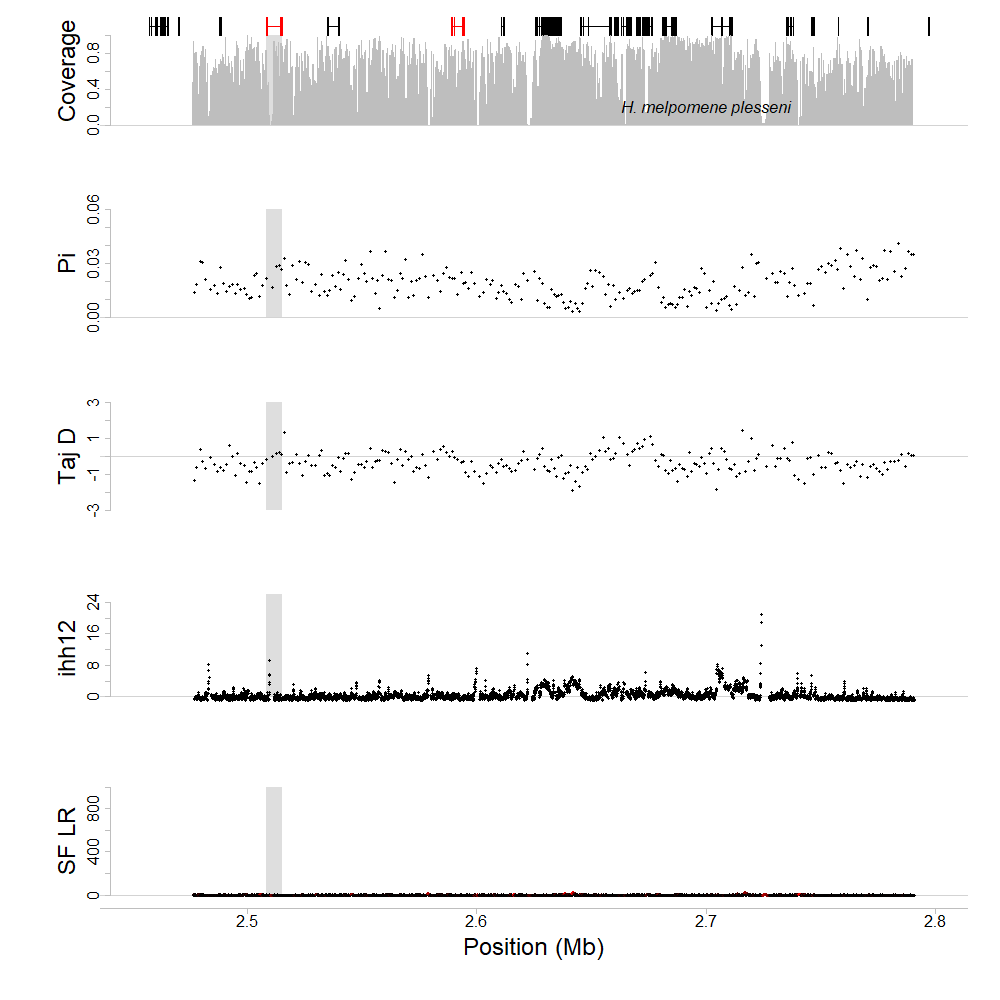 Coverage
0.0 0.4 0.8
H. melpomene plesseni
Pi
0.00 0.03 0.06
Taj D
-3 -1 1 3
ihh12
0 8 16 24
SF LR
0 400 800
2.5 2.6 2.7 2.8
Position (Mb)